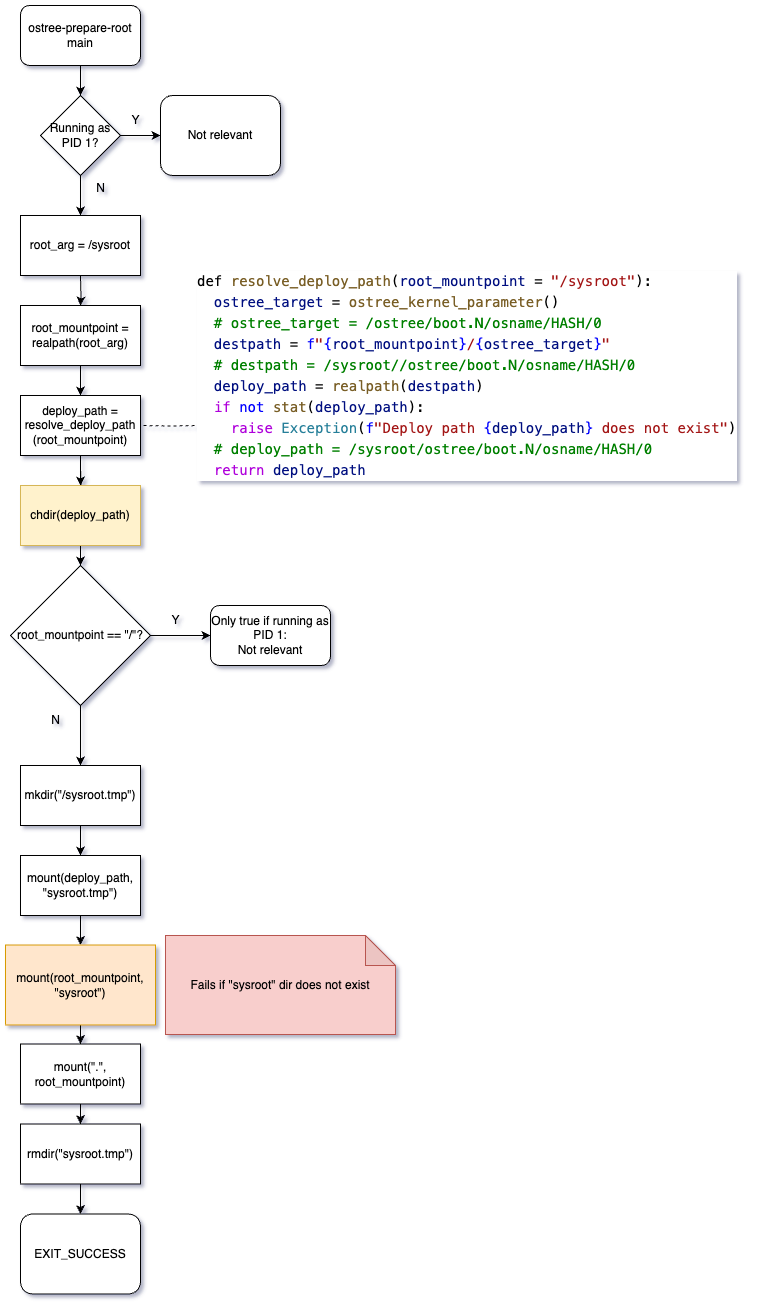 ostree-prepare-root
main
Running as
PID 1?
Y
Not relevant
N
root_arg = /sysroot
root_mountpoint =
realpath(root_arg)
deploy_path =
resolve_deploy_path
(root_mountpoint)
def resolve_deploy_path(root_mountpoint = "/sysroot"):
  ostree_target = ostree_kernel_parameter()
  # ostree_target = /ostree/boot.N/osname/HASH/0
  destpath = f"{root_mountpoint}/{ostree_target}"
  # destpath = /sysroot//ostree/boot.N/osname/HASH/0
  deploy_path = realpath(destpath)
  if not stat(deploy_path):
    raise Exception(f"Deploy path {deploy_path} does not exist")
  # deploy_path = /sysroot/ostree/boot.N/osname/HASH/0
  return deploy_path
chdir(deploy_path)
root_mountpoint == "/"?
Y
Only true if running as
PID 1:
Not relevant
N
mkdir("/sysroot.tmp")
mount(deploy_path,
"sysroot.tmp")
mount(root_mountpoint,
"sysroot")
Fails if "sysroot" dir does not exist
mount(".",
root_mountpoint)
rmdir("sysroot.tmp")
EXIT_SUCCESS